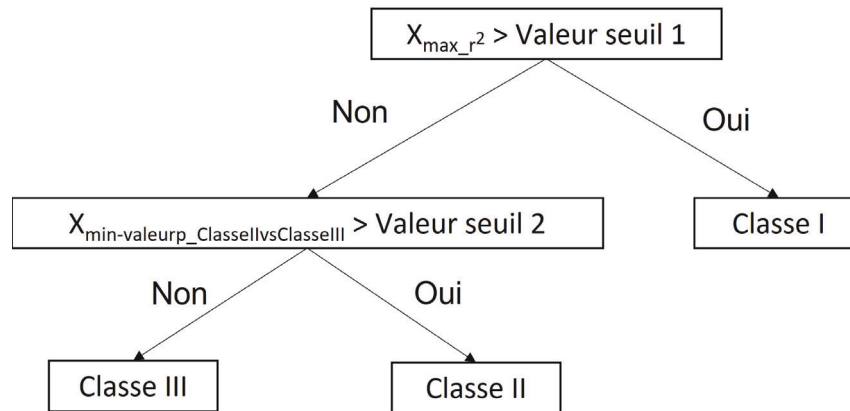 X_max_r² > Valeur seuil 1
Non
Oui
X_min-valeurp_ClasseIIvsClasseIII > Valeur seuil 2
Classe I
Non
Oui
Classe III
Classe II